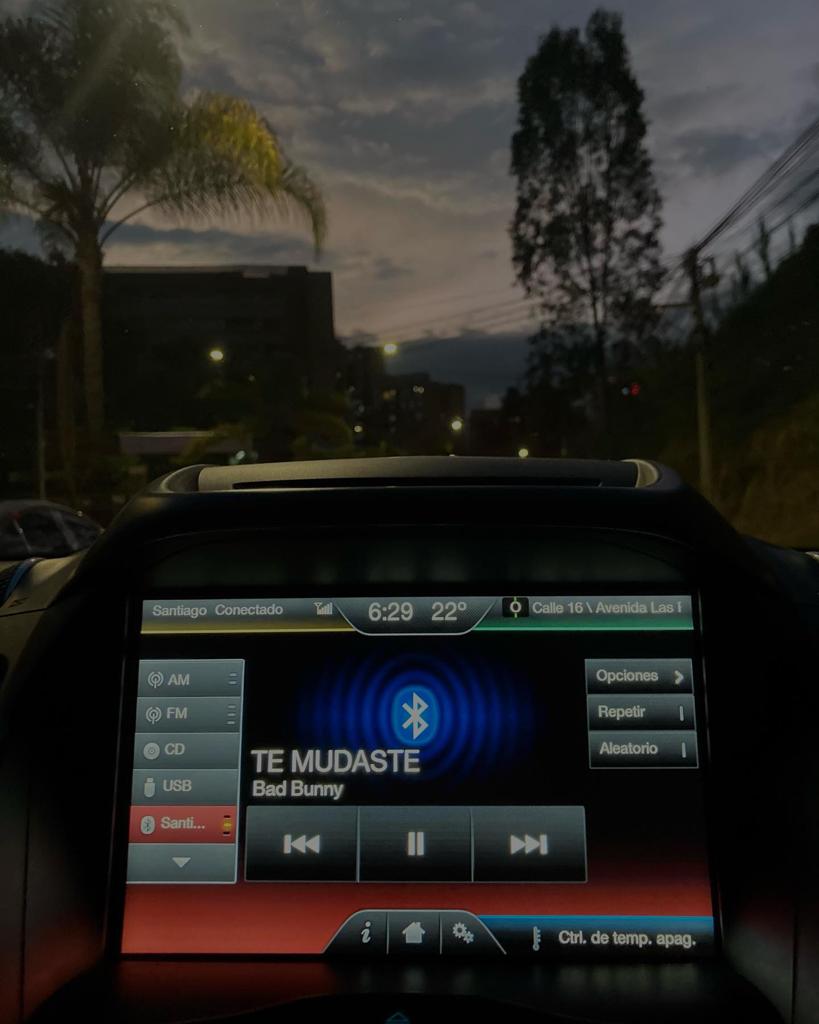 Santiago Conectado
6:29 22°
Calle 16 \ Avenida Las
AM
FM
CD
USB
Santi...
TE MUDASTE
Bad Bunny
Opciones
Repetir
Aleatorio
Ctrl. de temp. apag.